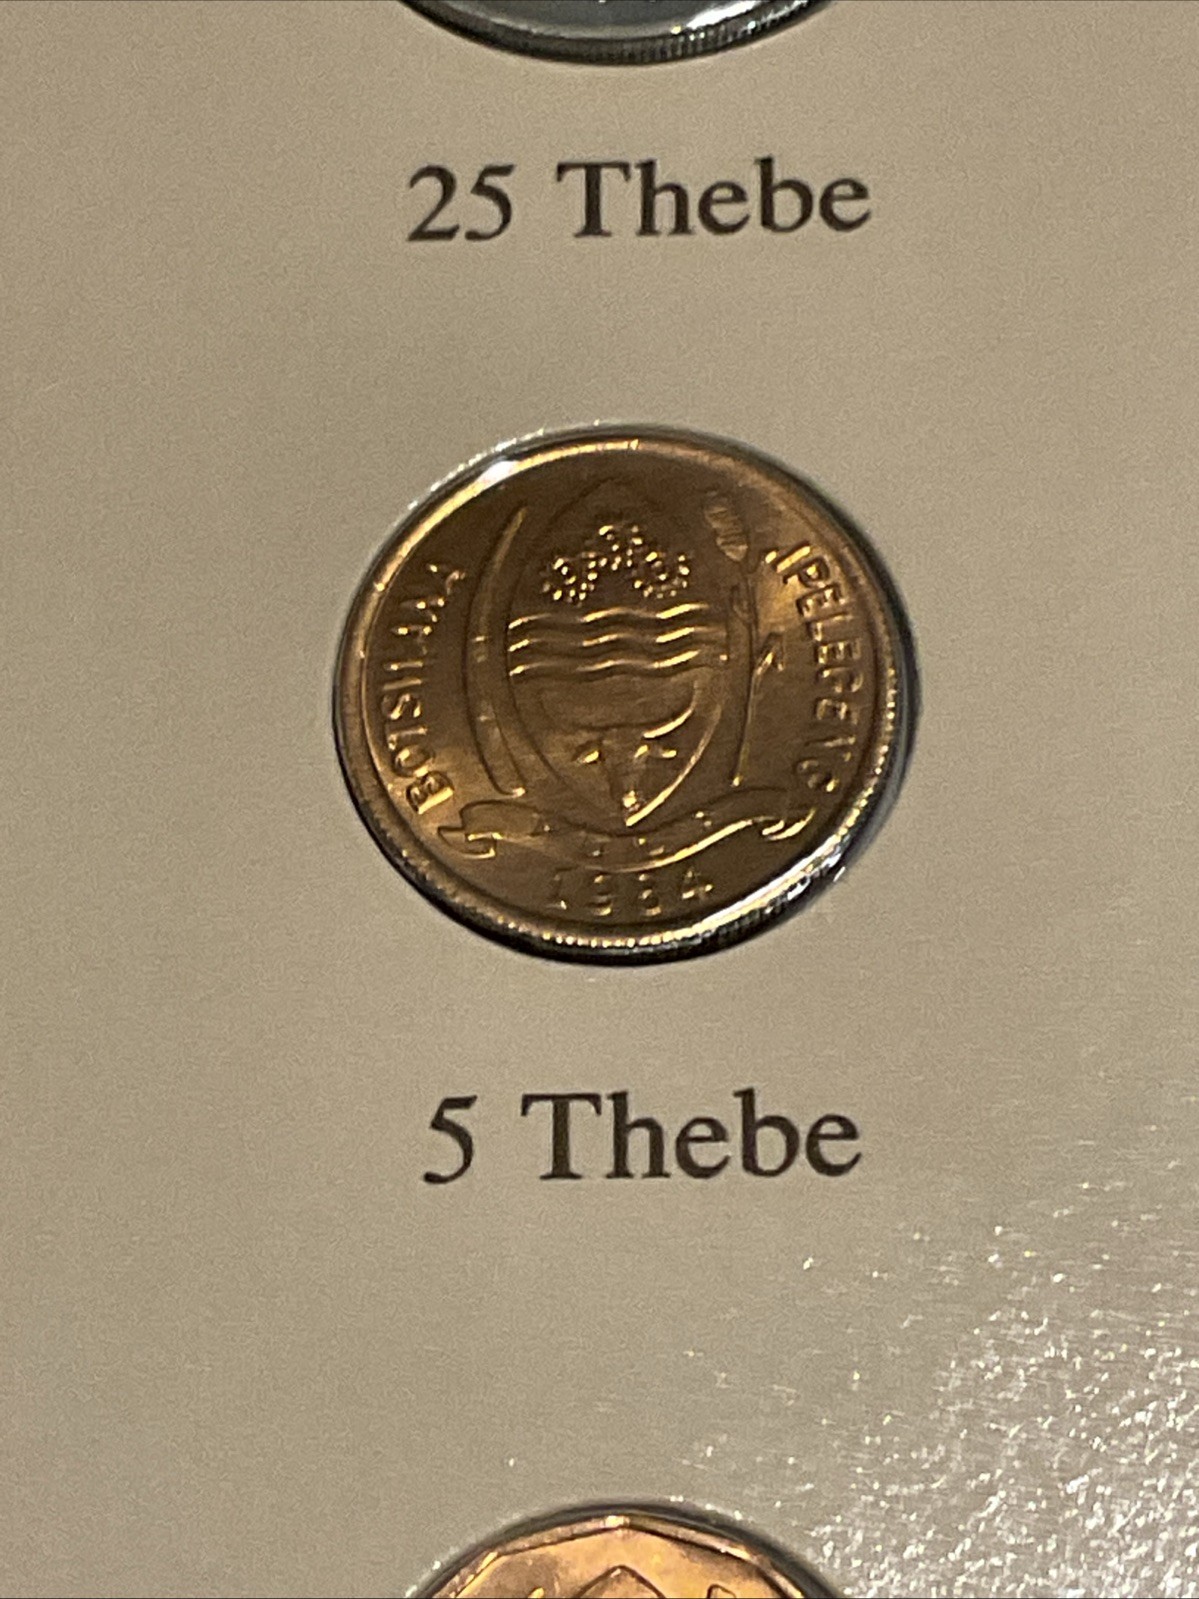 25 Thebe
BOTSWANA
IPELEGENG
1984
5 Thebe